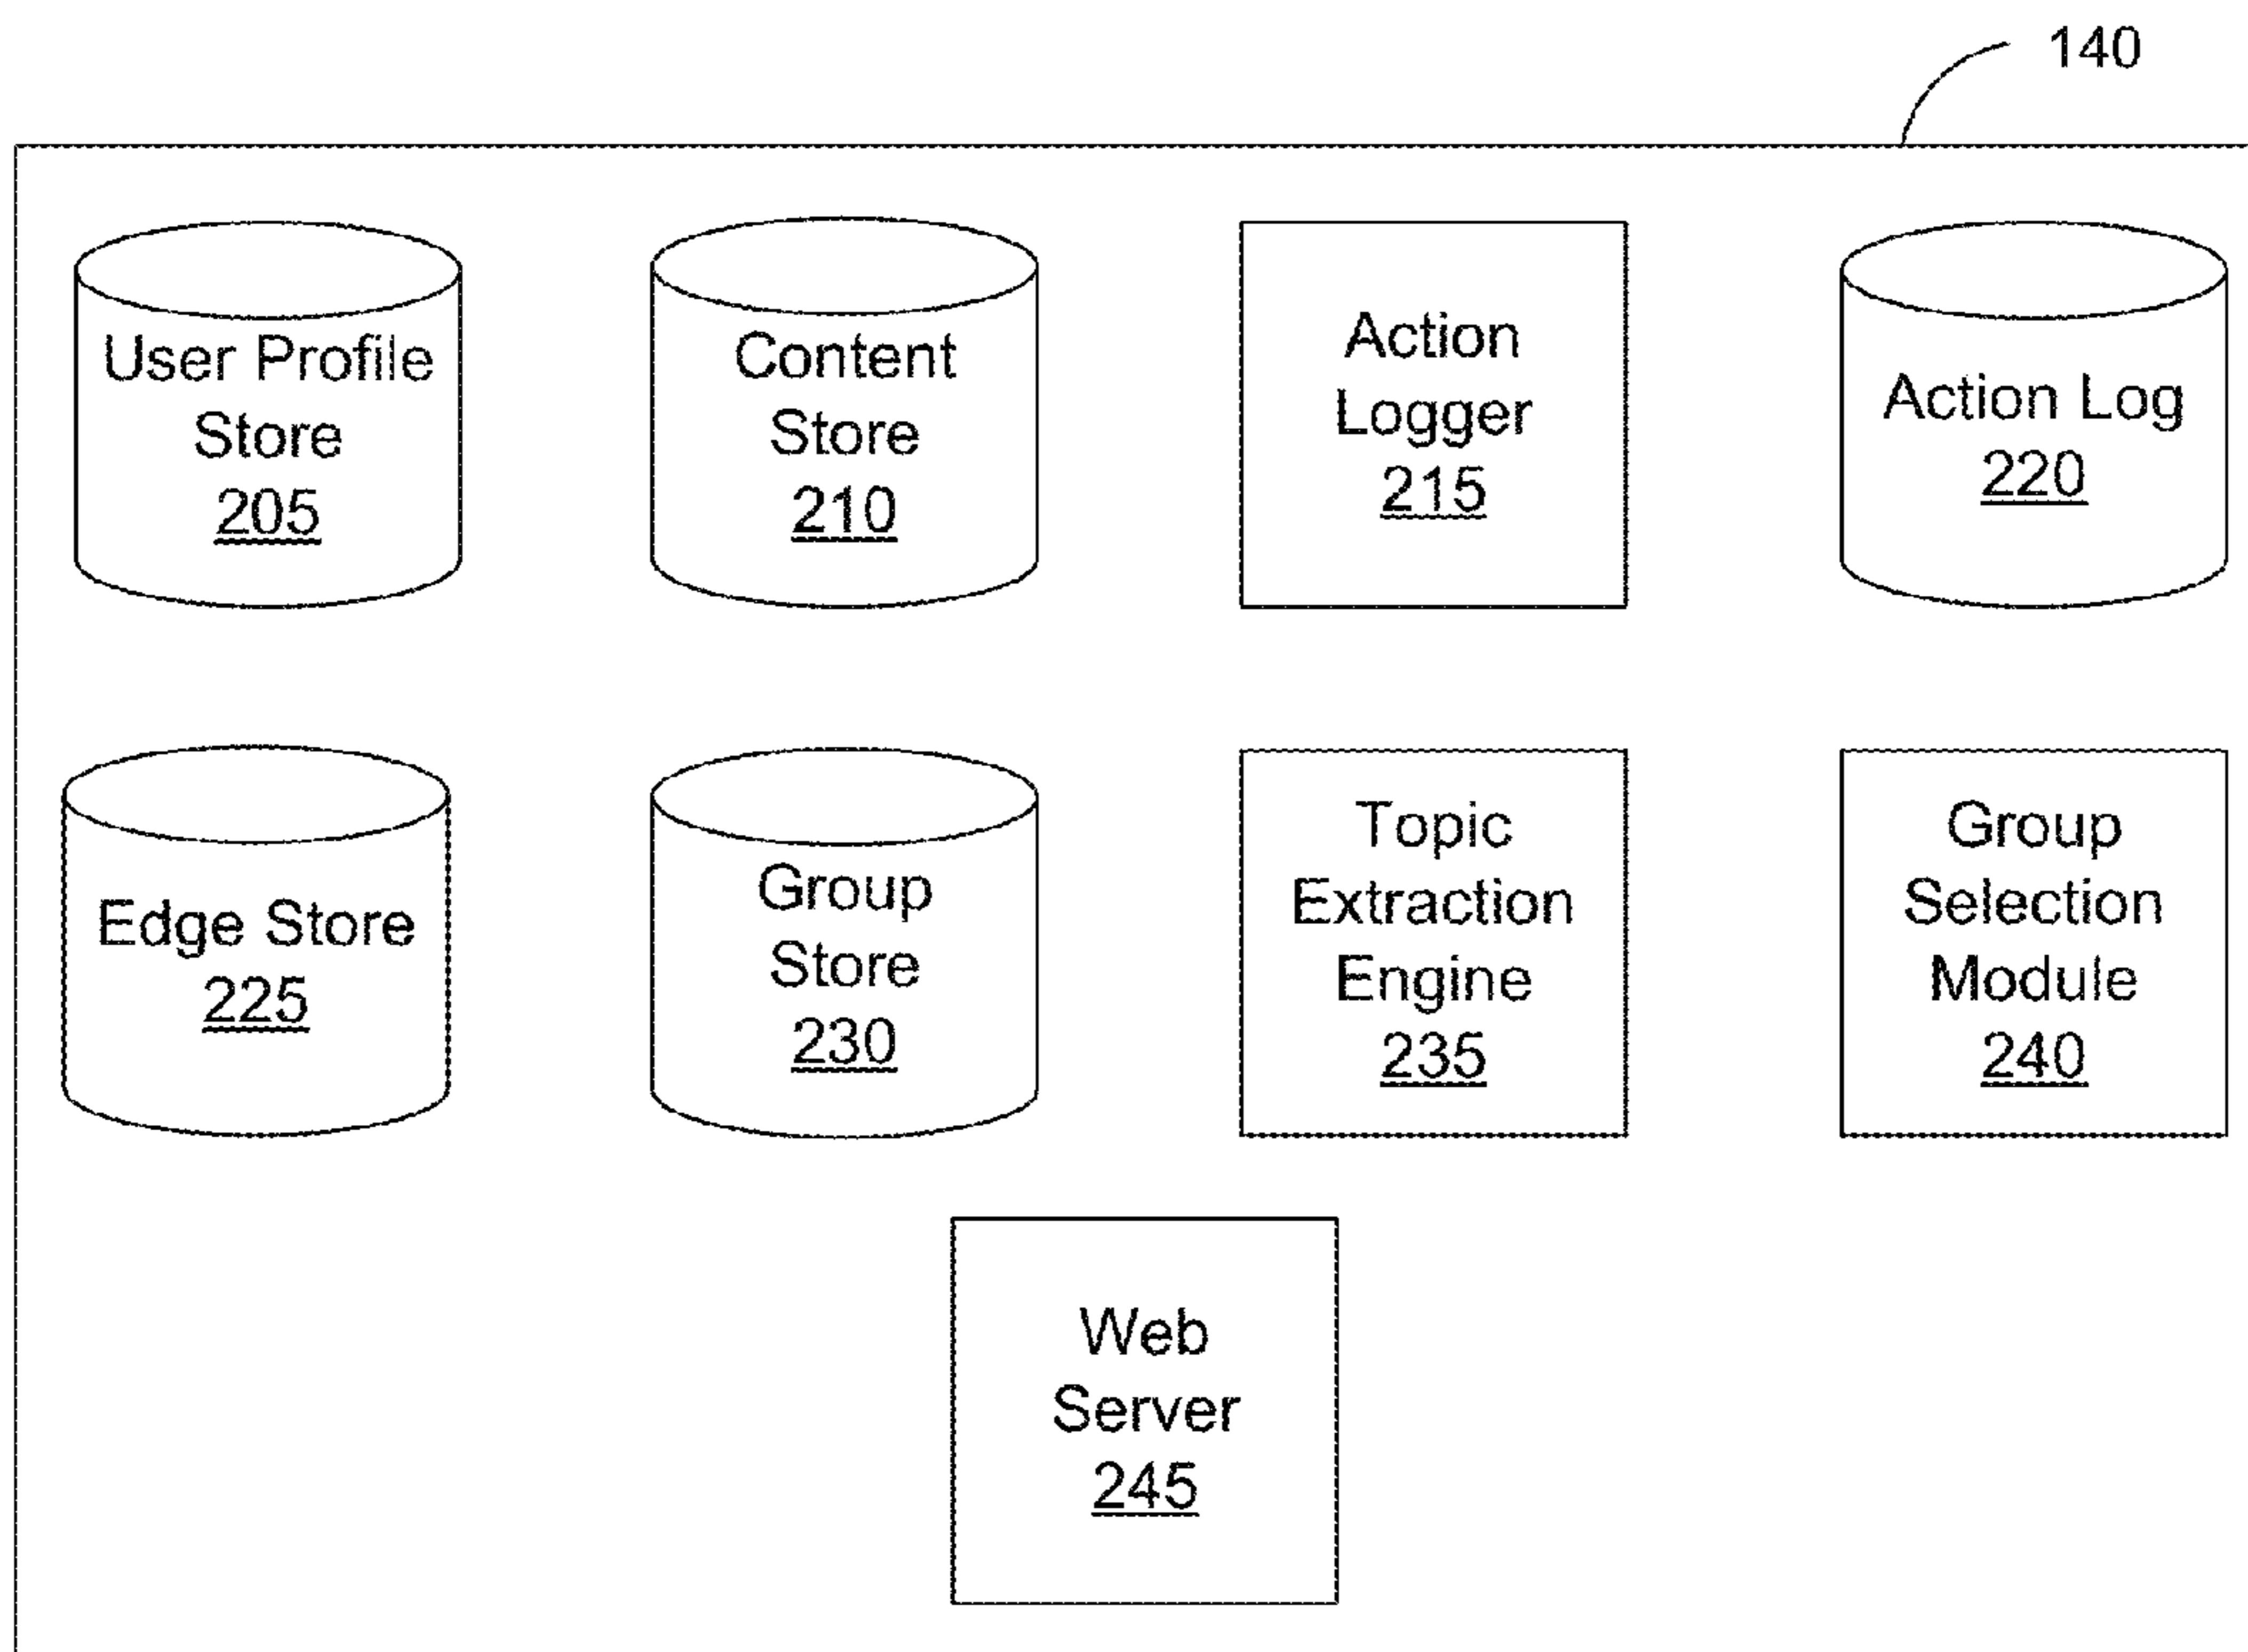 140
User Profile
Store
205
Content
Store
210
Action
Logger
215
Action Log
220
Edge Store
225
Group
Store
230
Topic
Extraction
Engine
235
Group
Selection
Module
240
Web
Server
245